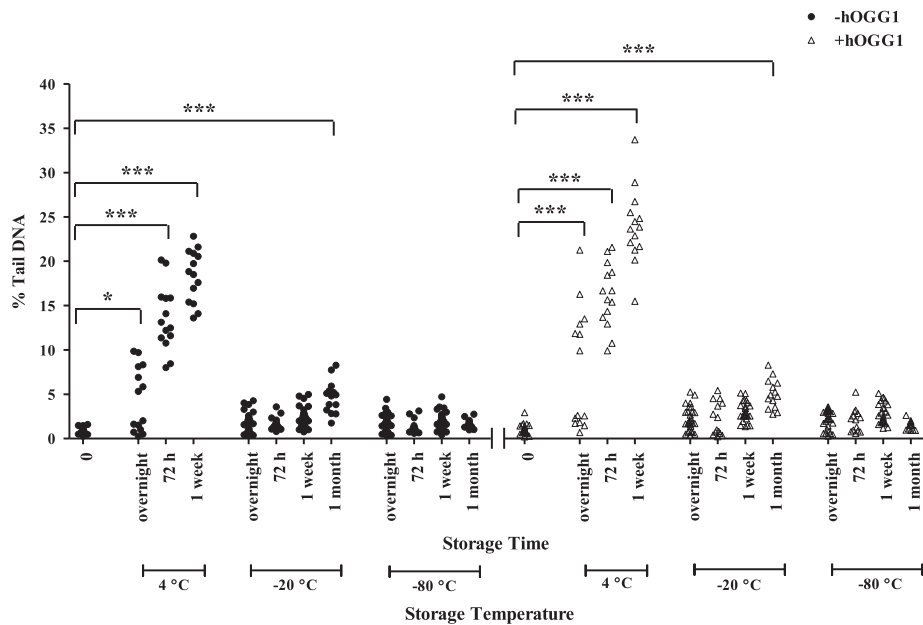 -hOGG1
+hOGG1
% Tail DNA
40
35
30
25
20
15
10
5
0
*
***
***
***
***
***
***
***
0
overnight
72 h
1 week
overnight
72 h
1 week
1 month
overnight
72 h
1 week
1 month
0
overnight
72 h
1 week
overnight
72 h
1 week
1 month
overnight
72 h
1 week
1 month
Storage Time
4 °C
-20 °C
-80 °C
4 °C
-20 °C
-80 °C
Storage Temperature